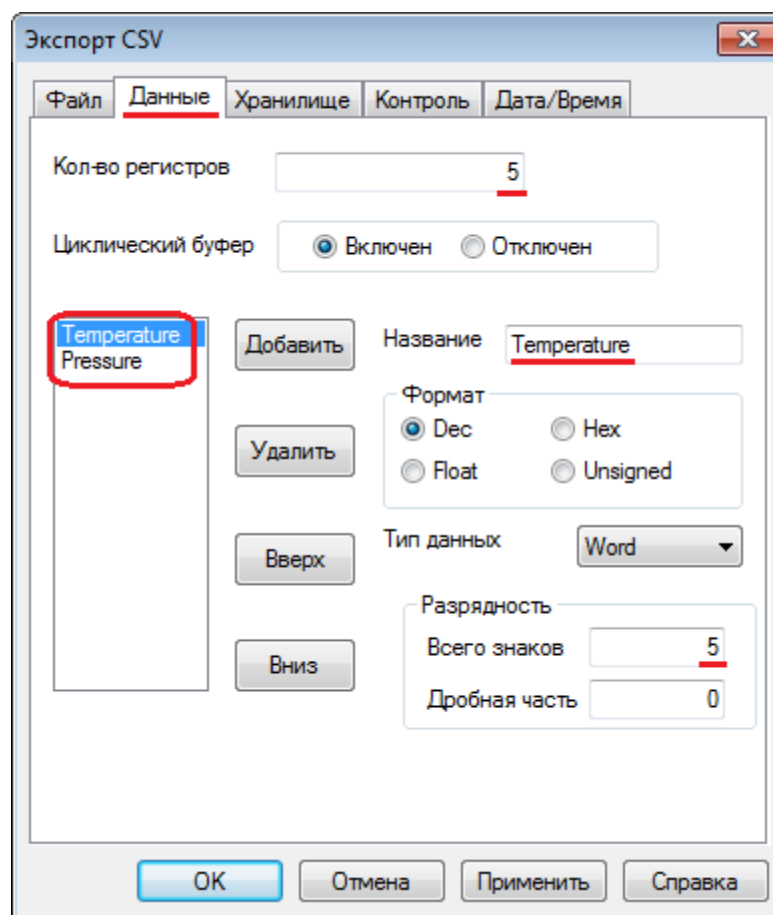 Экспорт CSV
Файл Данные Хранилище Контроль Дата/Время
Кол-во регистров 5
Циклический буфер Включен Отключен
Temperature
Pressure
Добавить
Удалить
Вверх
Вниз
Название Temperature
Формат
Dec Hex
Float Unsigned
Тип данных Word
Разрядность
Всего знаков 5
Дробная часть 0
OK Отмена Применить Справка